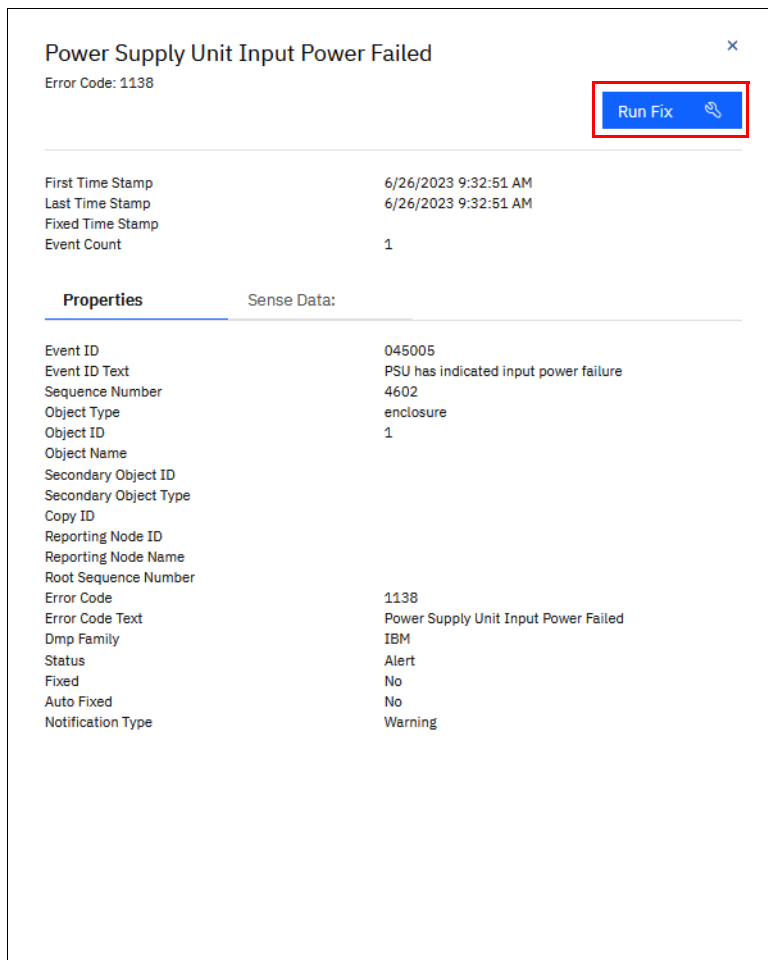 Power Supply Unit Input Power Failed
×
Error Code: 1138
Run Fix
First Time Stamp 6/26/2023 9:32:51 AM
Last Time Stamp 6/26/2023 9:32:51 AM
Fixed Time Stamp
Event Count 1
Properties Sense Data:
Event ID 045005
Event ID Text PSU has indicated input power failure
Sequence Number 4602
Object Type enclosure
Object ID 1
Object Name
Secondary Object ID
Secondary Object Type
Copy ID
Reporting Node ID
Reporting Node Name
Root Sequence Number
Error Code 1138
Error Code Text Power Supply Unit Input Power Failed
Dmp Family IBM
Status Alert
Fixed No
Auto Fixed No
Notification Type Warning